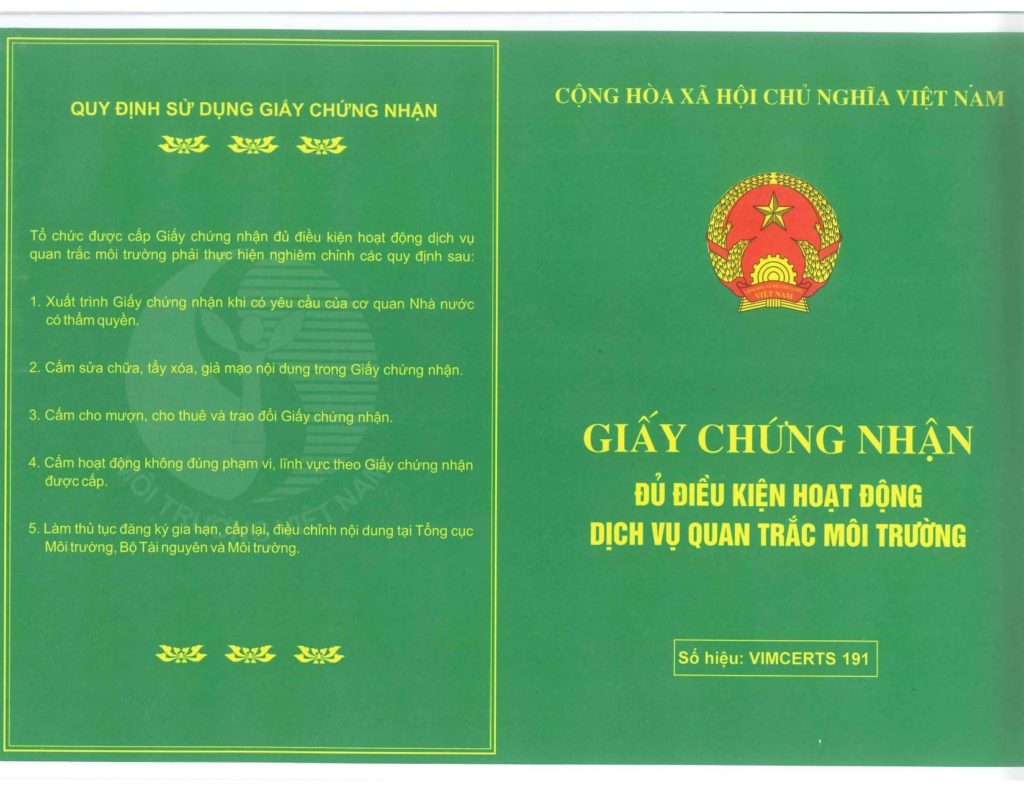 QUY ĐỊNH SỬ DỤNG GIẤY CHỨNG NHẬN
Tổ chức được cấp Giấy chứng nhận đủ điều kiện hoạt động dịch vụ
quan trắc môi trường phải thực hiện nghiêm chỉnh các quy định sau:
1. Xuất trình Giấy chứng nhận khi có yêu cầu của cơ quan Nhà nước
có thẩm quyền.
2. Cấm sửa chữa, tẩy xóa, giả mạo nội dung trong Giấy chứng nhận.
3. Cấm cho mượn, cho thuê và trao đổi Giấy chứng nhận.
4. Cấm hoạt động không đúng phạm vi, lĩnh vực theo Giấy chứng nhận
được cấp.
5. Làm thủ tục đăng ký gia hạn, cấp lại, điều chỉnh nội dung tại Tổng cục
Môi trường, Bộ Tài nguyên và Môi trường.
CỘNG HÒA XÃ HỘI CHỦ NGHĨA VIỆT NAM
VIỆT NAM
GIẤY CHỨNG NHẬN
ĐỦ ĐIỀU KIỆN HOẠT ĐỘNG
DỊCH VỤ QUAN TRẮC MÔI TRƯỜNG
Số hiệu: VIMCERTS 191